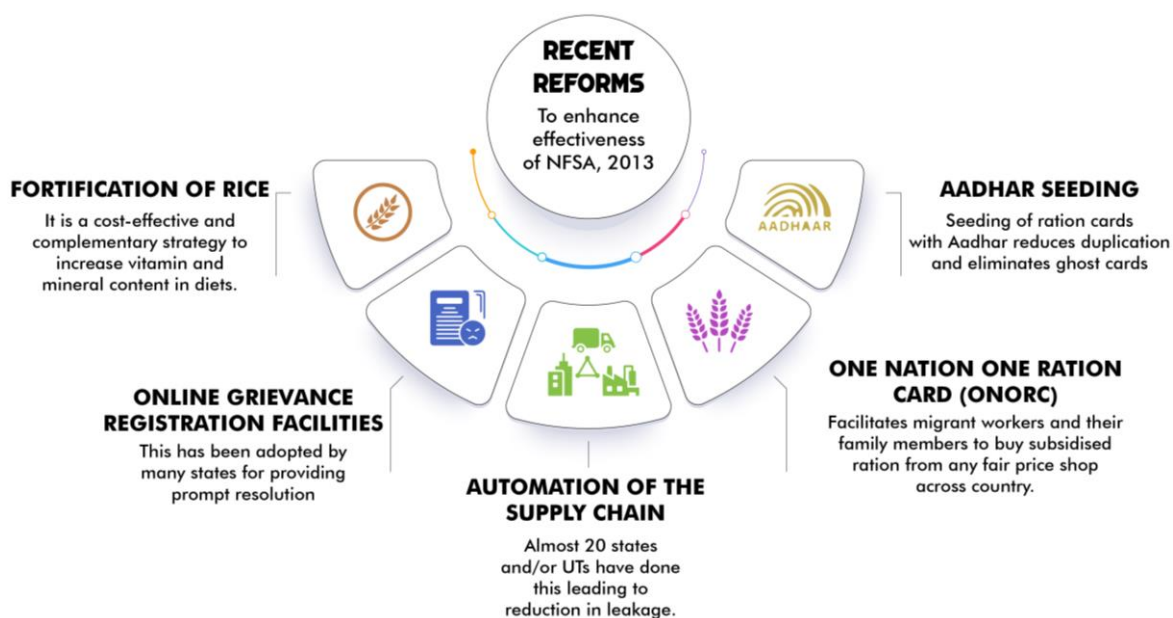 RECENT
REFORMS
To enhance
effectiveness
of NFSA, 2013
FORTIFICATION OF RICE
It is a cost-effective and
complementary strategy to
increase vitamin and
mineral content in diets.
ONLINE GRIEVANCE
REGISTRATION FACILITIES
This has been adopted by
many states for providing
prompt resolution
AUTOMATION OF THE
SUPPLY CHAIN
Almost 20 states
and/or UTs have done
this leading to
reduction in leakage.
ONE NATION ONE RATION
CARD (ONORC)
Facilitates migrant workers and their
family members to buy subsidised
ration from any fair price shop
across country.
AADHAAR
AADHAR SEEDING
Seeding of ration cards
with Aadhar reduces duplication
and eliminates ghost cards